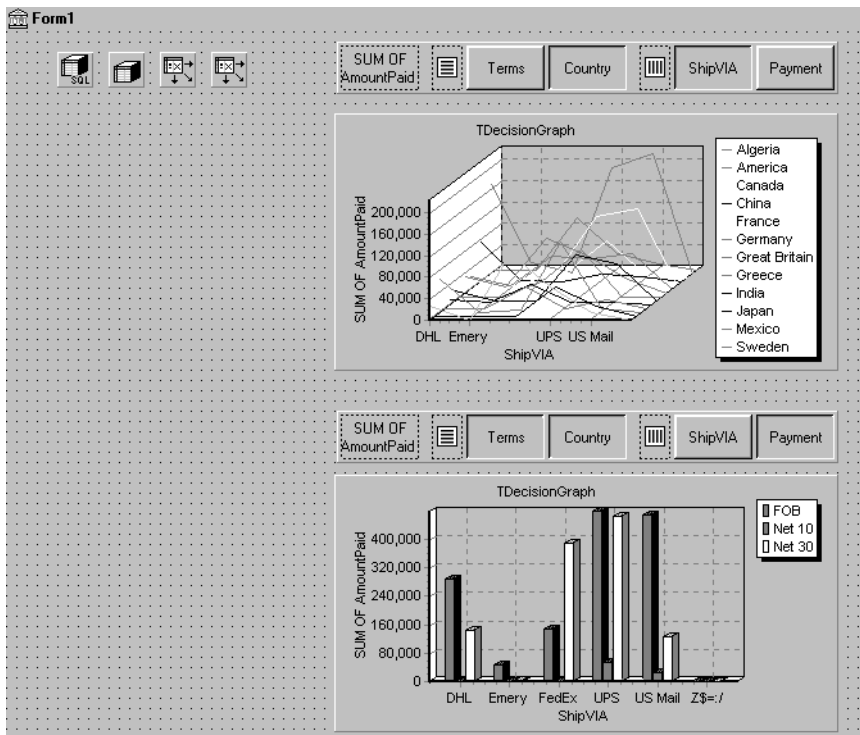 Form1
SQL
SUM OF
AmountPaid
Terms
Country
ShipVIA
Payment
TDecisionGraph
SUM OF AmountPaid
200,000
160,000
120,000
80,000
40,000
0
DHL Emery UPS US Mail
ShipVIA
Algeria
America
Canada
China
France
Germany
Great Britain
Greece
India
Japan
Mexico
Sweden
SUM OF
AmountPaid
Terms
Country
ShipVIA
Payment
TDecisionGraph
SUM OF AmountPaid
400,000
320,000
240,000
160,000
80,000
0
DHL Emery FedEx UPS US Mail Z$=:/
ShipVIA
FOB
Net 10
Net 30